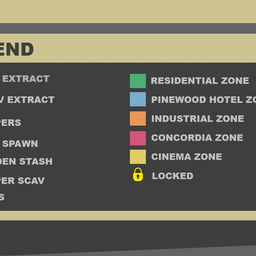 END
EXTRACT
V EXTRACT
PERS
SPAWN
DEN STASH
PER SCAV
S
RESIDENTIAL ZONE
PINEWOOD HOTEL ZO
INDUSTRIAL ZONE
CONCORDIA ZONE
CINEMA ZONE
LOCKED